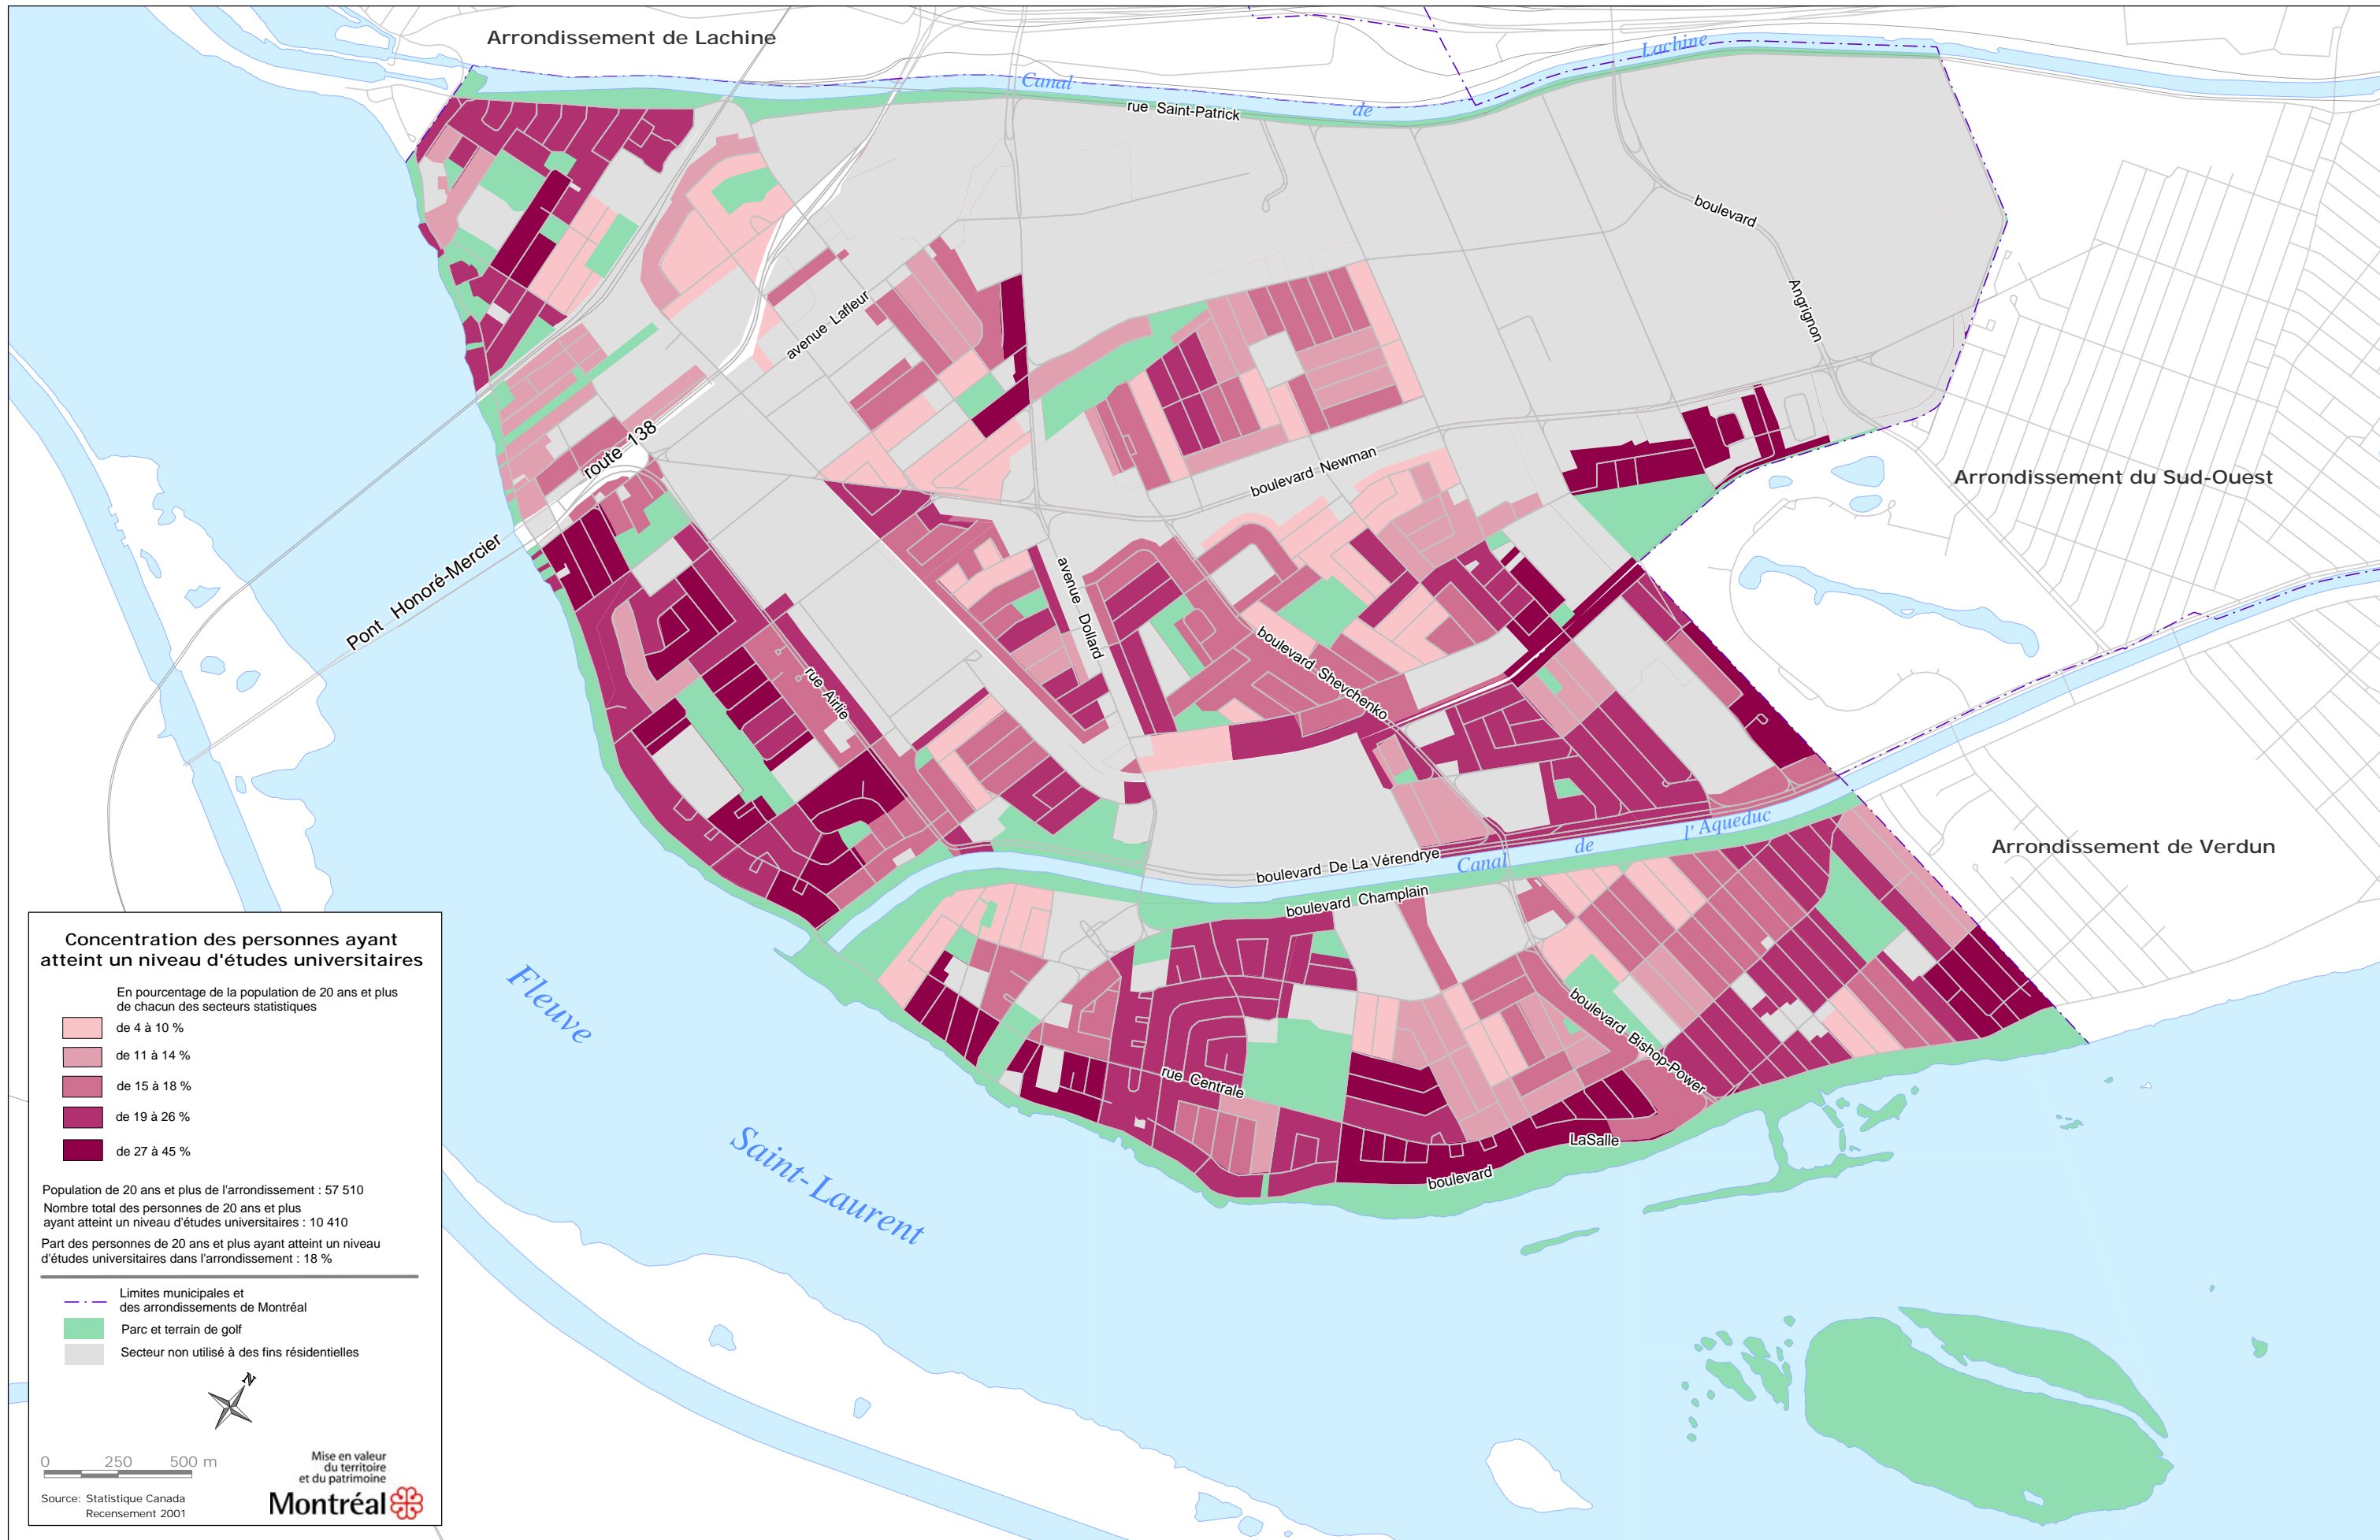 Arrondissement de Lachine
Canal
de
Lachine
rue Saint-Patrick
boulevard
Angrignon
avenue Lafleur
route 138
Pont Honoré-Mercier
boulevard Newman
Arrondissement du Sud-Ouest
avenue Dollard
boulevard Shevchenko
rue Airlie
Arrondissement de Verdun
boulevard De La Vérendrye
Canal
de
l' Aqueduc
boulevard Champlain
boulevard Bishop-Power
rue Centrale
LaSalle
boulevard
Fleuve
Saint-Laurent
Concentration des personnes ayant
atteint un niveau d'études universitaires
En pourcentage de la population de 20 ans et plus
de chacun des secteurs statistiques
de 4 à 10 %
de 11 à 14 %
de 15 à 18 %
de 19 à 26 %
de 27 à 45 %
Population de 20 ans et plus de l'arrondissement : 57 510
Nombre total des personnes de 20 ans et plus
ayant atteint un niveau d'études universitaires : 10 410
Part des personnes de 20 ans et plus ayant atteint un niveau
d'études universitaires dans l'arrondissement : 18 %
Limites municipales et
des arrondissements de Montréal
Parc et terrain de golf
Secteur non utilisé à des fins résidentielles
N
0 250 500 m
Mise en valeur
du territoire
et du patrimoine
Montréal
Source: Statistique Canada
Recensement 2001